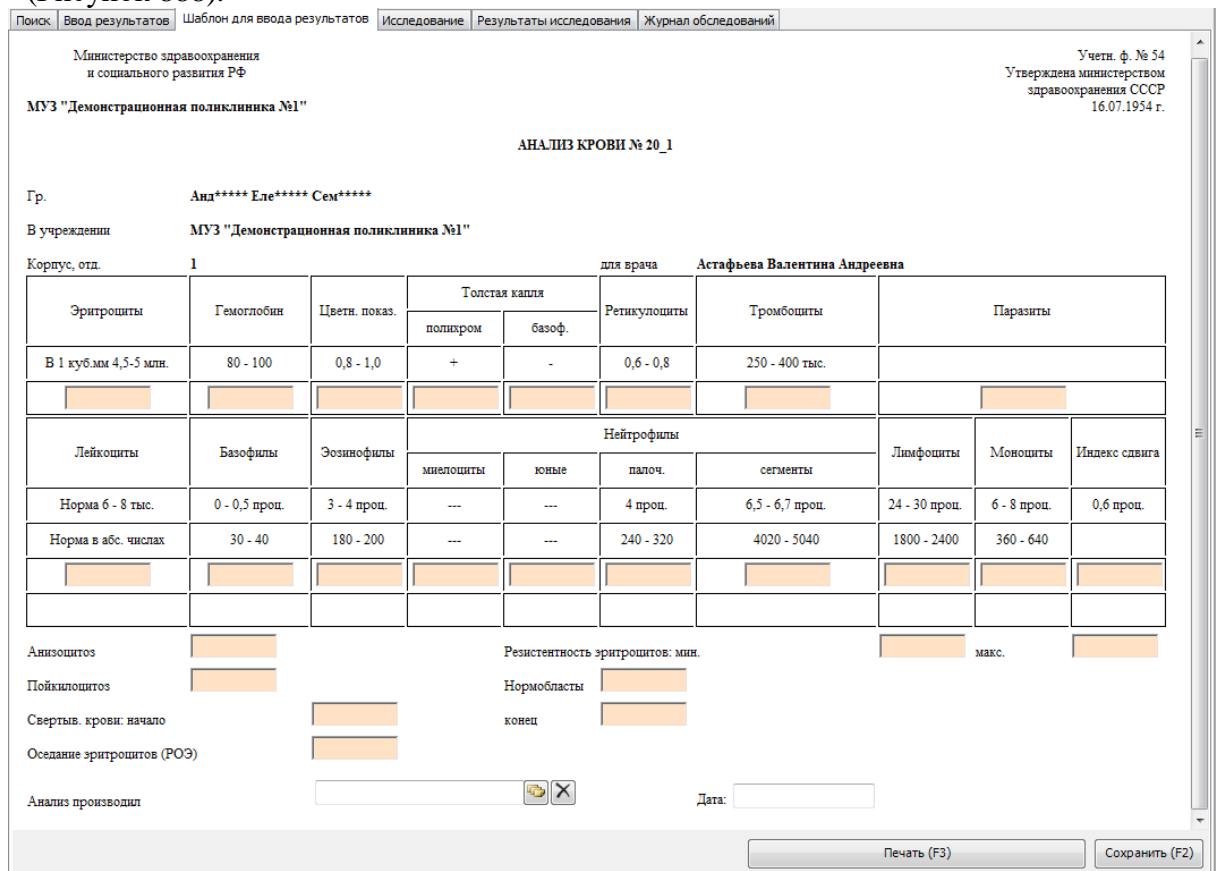 Поиск Ввод результатов Шаблон для ввода результатов Исследование Результаты исследования Журнал обследований
Министерство здравоохранения
и социального развития РФ
Учетн. ф. № 54
Утверждена министерством
здравоохранения СССР
16.07.1954 г.
МУЗ "Демонстрационная поликлиника №1"
АНАЛИЗ КРОВИ № 20_1
Гр. Анд***** Еле***** Сем*****
В учреждении МУЗ "Демонстрационная поликлиника №1"
Корпус, отд. 1 для врача Астафьева Валентина Андреевна
Эритроциты Гемоглобин Цветн. показ. Толстая капля Ретикулоциты Тромбоциты Паразиты
полихром базоф.
В 1 куб.мм 4,5-5 млн. 80 - 100 0,8 - 1,0 + - 0,6 - 0,8 250 - 400 тыс.
Лейкоциты Базофилы Эозинофилы Нейтрофилы Лимфоциты Моноциты Индекс сдвига
миелоциты юные палоч. сегменты
Норма 6 - 8 тыс. 0 - 0,5 проц. 3 - 4 проц. --- --- 4 проц. 6,5 - 6,7 проц. 24 - 30 проц. 6 - 8 проц. 0,6 проц.
Норма в абс. числах 30 - 40 180 - 200 --- --- 240 - 320 4020 - 5040 1800 - 2400 360 - 640
Анизоцитоз Резистентность эритроцитов: мин. макс.
Пойкилоцитоз Нормобласты
Свертыв. крови: начало конец
Оседание эритроцитов (РОЭ)
Анализ производил Дата:
Печать (F3) Сохранить (F2)